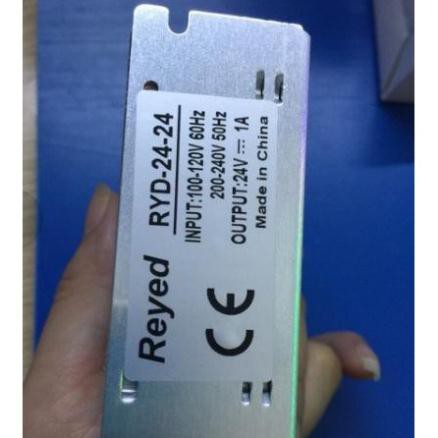 Reyed
RYD-24-24
INPUT:100-120V 60Hz
200-240V 50Hz
OUTPUT:24V⎓1A
Made in China
CE